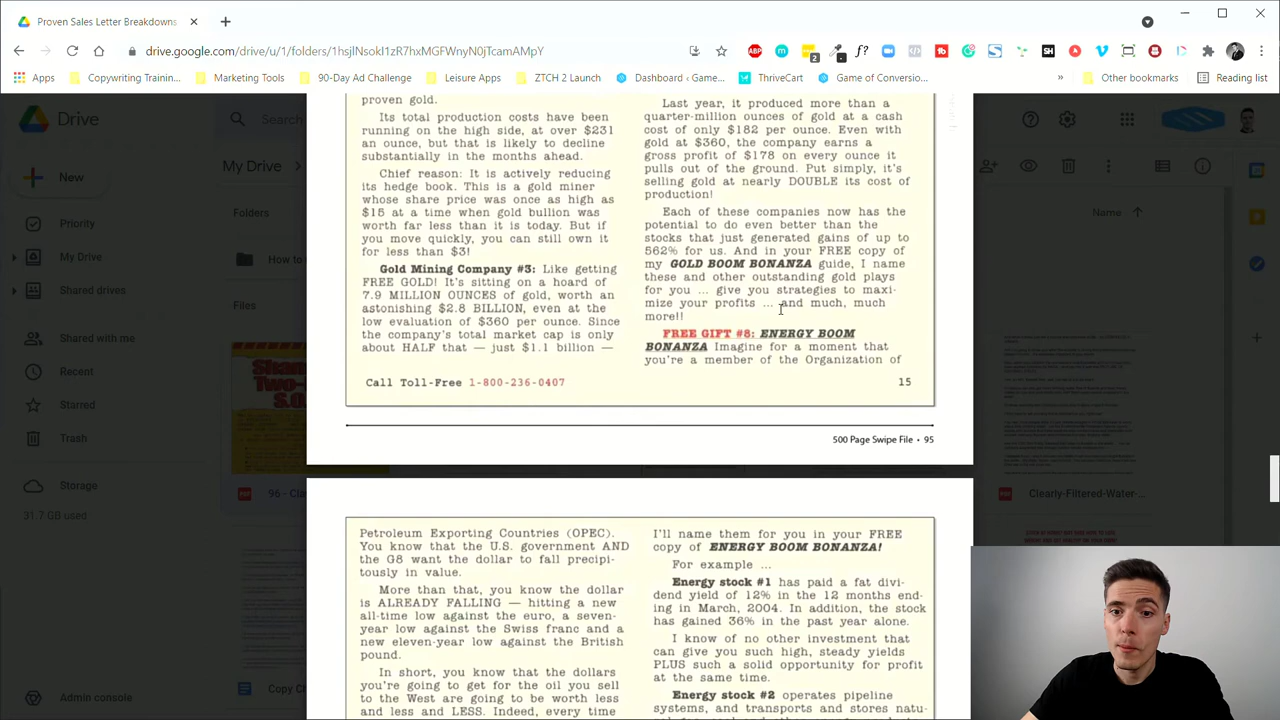 Proven Sales Letter Breakdowns
drive.google.com/drive/u/1/folders/1hsjlNsokI1zR7hxMGFWnyN0jTcamAMpY
Apps
Copywriting Trainin...
Marketing Tools
90-Day Ad Challenge
Leisure Apps
ZTCH 2 Launch
Dashboard ‹ Game...
ThriveCart
Game of Conversio...
»
Other bookmarks
Reading list
Drive
Search
New
My Drive
Folders
How to
Files
Name
Priority
My Drive
Shared drives
Shared with me
Recent
Starred
Trash
Storage
31.7 GB used
Admin console
96 - Cla
Copy Ch
Clearly-Filtered-Water-...
proven gold.
Its total production costs have been
running on the high side, at over $231
an ounce, but that is likely to decline
substantially in the months ahead.
Chief reason: It is actively reducing
its hedge book. This is a gold miner
whose share price was once as high as
$15 at a time when gold bullion was
worth far less than it is today. But if
you move quickly, you can still own it
for less than $3!
Gold Mining Company #3: Like getting
FREE GOLD! It's sitting on a hoard of
7.9 MILLION OUNCES of gold, worth an
astonishing $2.8 BILLION, even at the
low evaluation of $360 per ounce. Since
the company's total market cap is only
about HALF that — just $1.1 billion —
Last year, it produced more than a
quarter-million ounces of gold at a cash
cost of only $182 per ounce. Even with
gold at $360, the company earns a
gross profit of $178 on every ounce it
pulls out of the ground. Put simply, it's
selling gold at nearly DOUBLE its cost of
production!
Each of these companies now has the
potential to do even better than the
stocks that just generated gains of up to
562% for us. And in your FREE copy of
my GOLD BOOM BONANZA guide, I name
these and other outstanding gold plays
for you ... give you strategies to maxi-
mize your profits ... and much, much
more!!
FREE GIFT #8: ENERGY BOOM
BONANZA Imagine for a moment that
you're a member of the Organization of
Call Toll-Free 1-800-236-0407
15
500 Page Swipe File • 95
Petroleum Exporting Countries (OPEC).
You know that the U.S. government AND
the G8 want the dollar to fall precipi-
tously in value.
More than that, you know the dollar
is ALREADY FALLING — hitting a new
all-time low against the euro, a seven-
year low against the Swiss franc and a
new eleven-year low against the British
pound.
In short, you know that the dollars
you're going to get for the oil you sell
to the West are going to be worth less
and less and LESS. Indeed, every time
I'll name them for you in your FREE
copy of ENERGY BOOM BONANZA!
For example ...
Energy stock #1 has paid a fat divi-
dend yield of 12% in the 12 months end-
ing in March, 2004. In addition, the stock
has gained 36% in the past year alone.
I know of no other investment that
can give you such high, steady yields
PLUS such a solid opportunity for profit
at the same time.
Energy stock #2 operates pipeline
systems, and transports and stores natu-